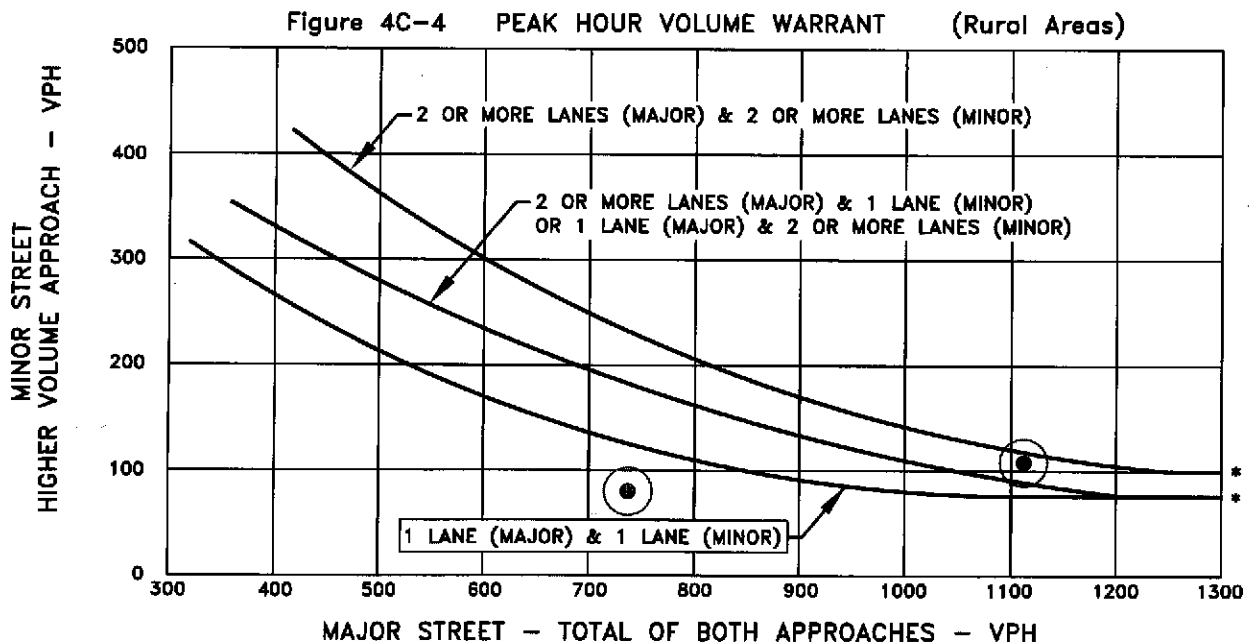 Figure 4C-4 PEAK HOUR VOLUME WARRANT (Rural Areas)
500
400
300
200
100
0
MINOR STREET
HIGHER VOLUME APPROACH - VPH
2 OR MORE LANES (MAJOR) & 2 OR MORE LANES (MINOR)
2 OR MORE LANES (MAJOR) & 1 LANE (MINOR)
OR 1 LANE (MAJOR) & 2 OR MORE LANES (MINOR)
*
*
1 LANE (MAJOR) & 1 LANE (MINOR)
300 400 500 600 700 800 900 1000 1100 1200 1300
MAJOR STREET - TOTAL OF BOTH APPROACHES - VPH